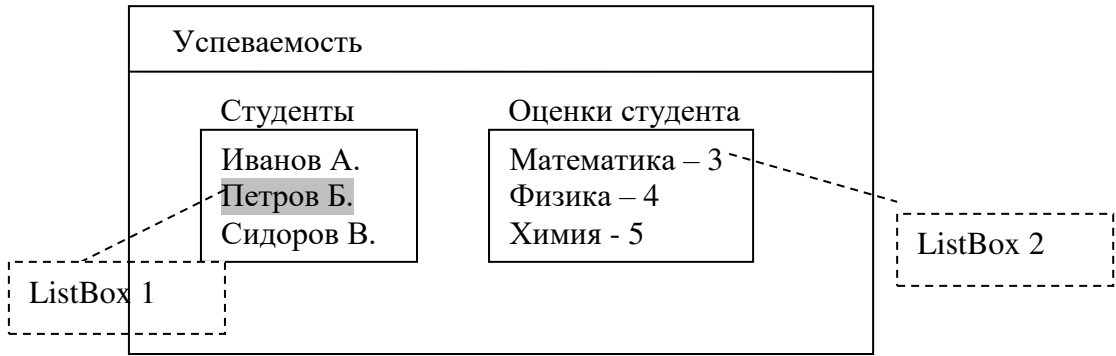 Успеваемость
Студенты
Оценки студента
Иванов А.
Петров Б.
Сидоров В.
Математика – 3
Физика – 4
Химия - 5
ListBox 1
ListBox 2